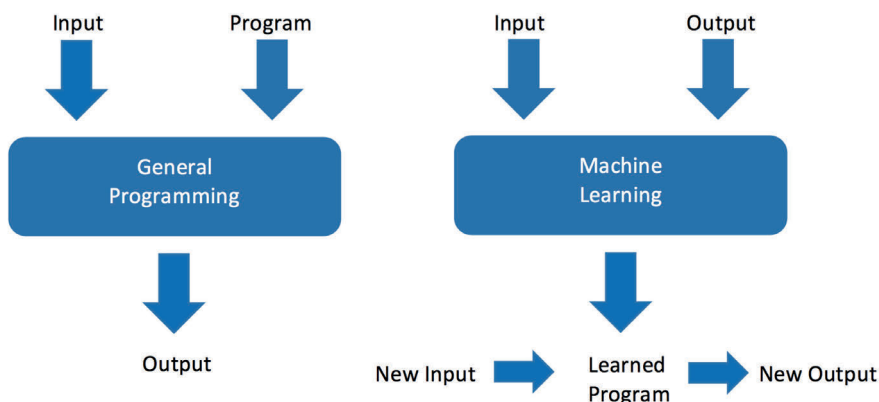 Input
Program
General
Programming
Output
Input
Output
Machine
Learning
New Input
Learned
Program
New Output